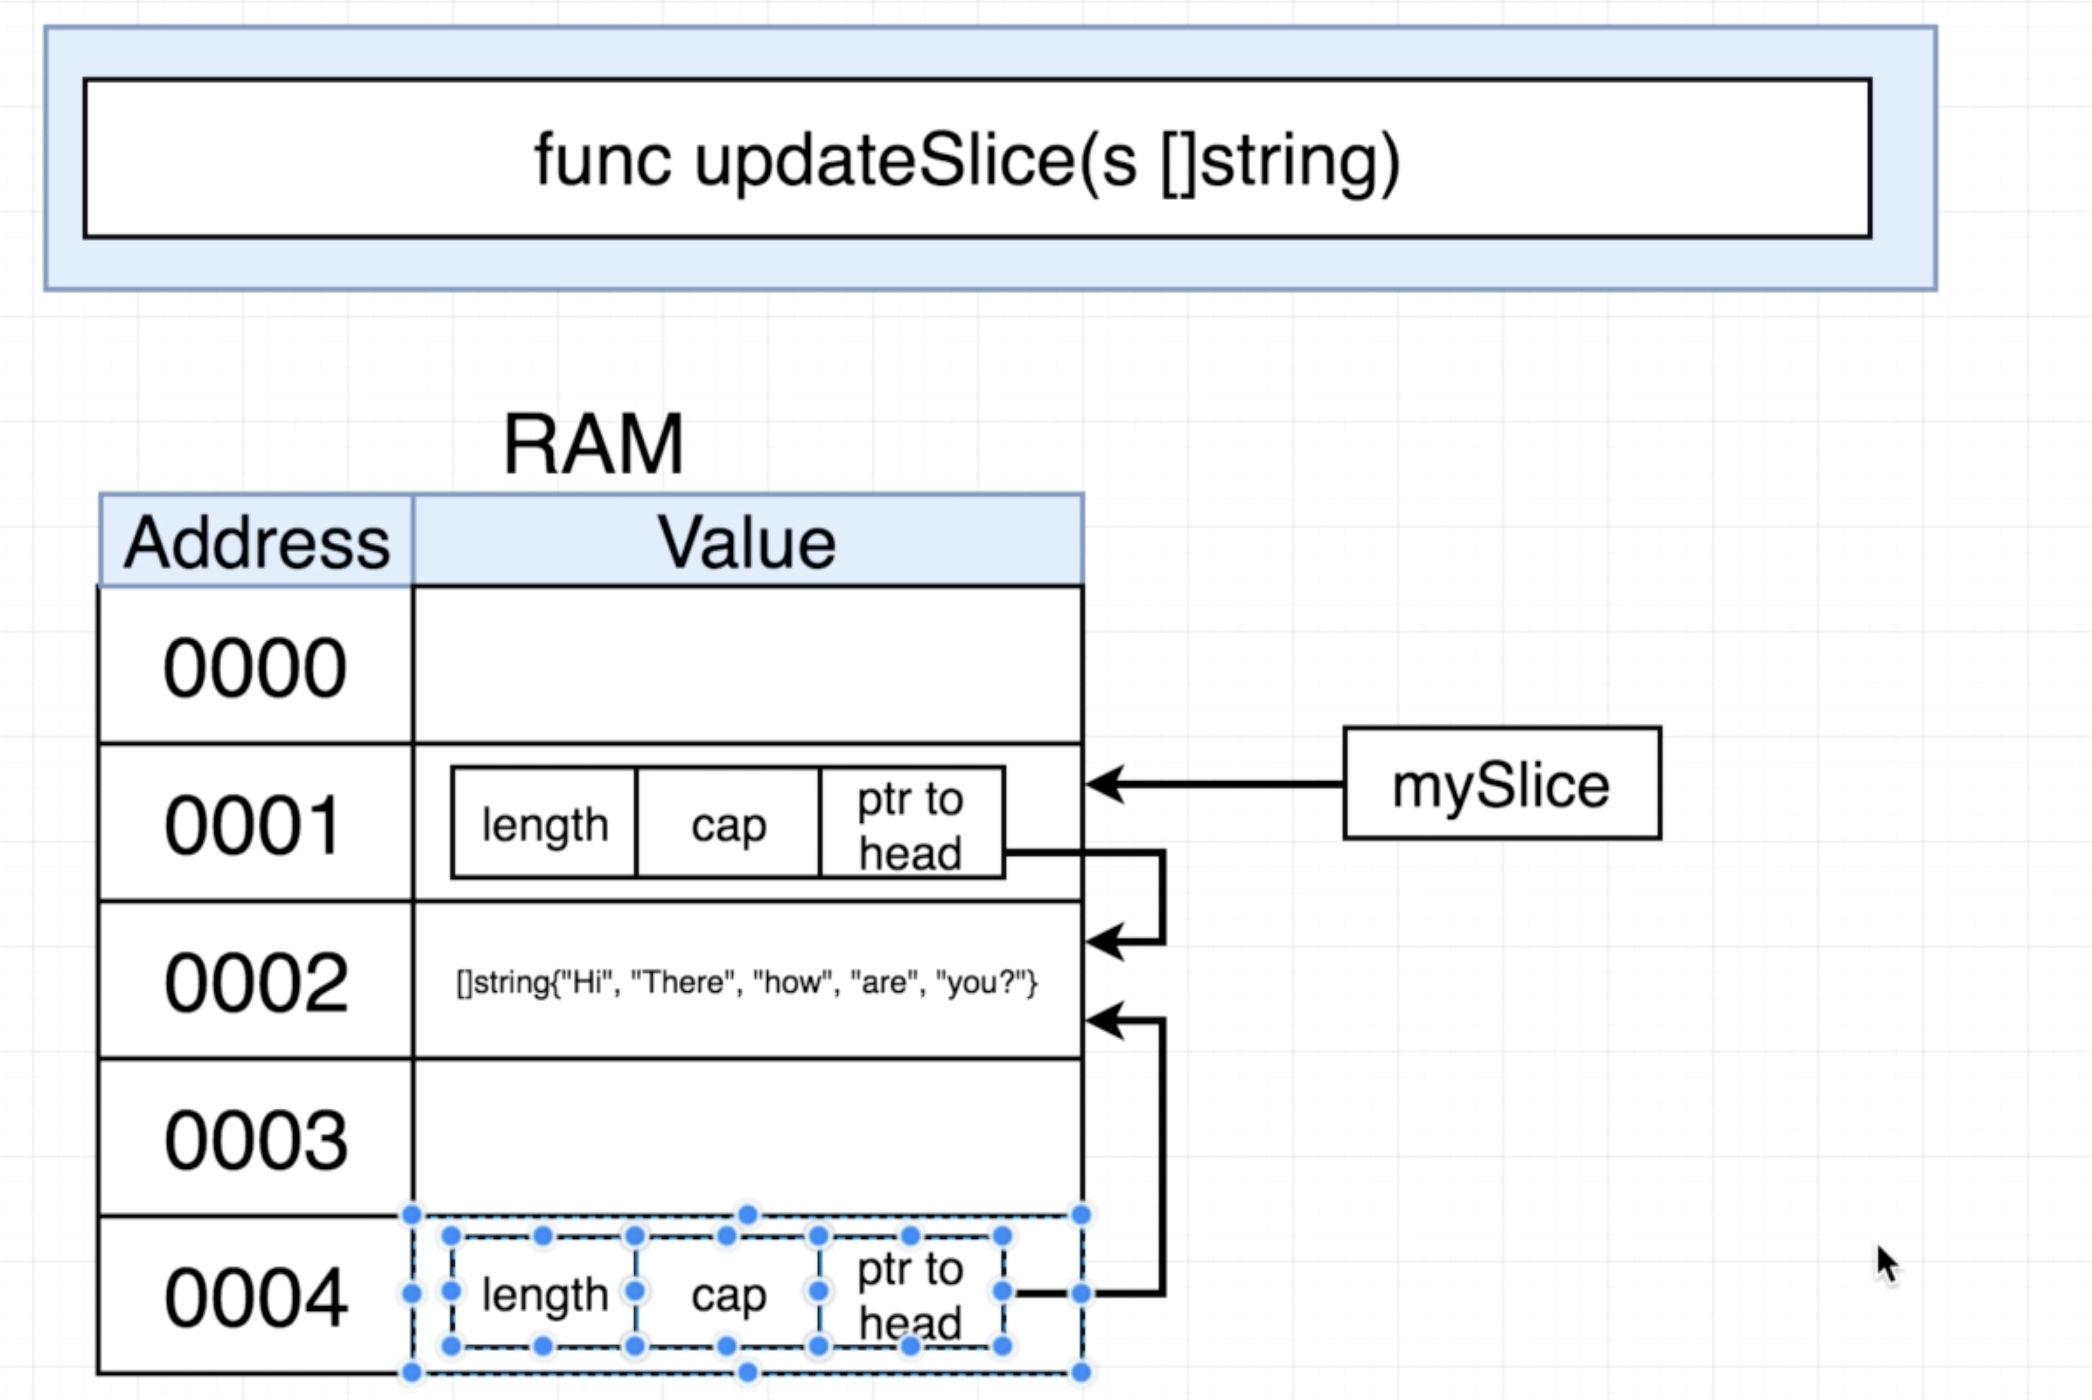 func updateSlice(s []string)
RAM
Address Value
0000
0001 length cap ptr to head
mySlice
0002 []string{"Hi", "There", "how", "are", "you?"}
0003
0004 length cap ptr to head